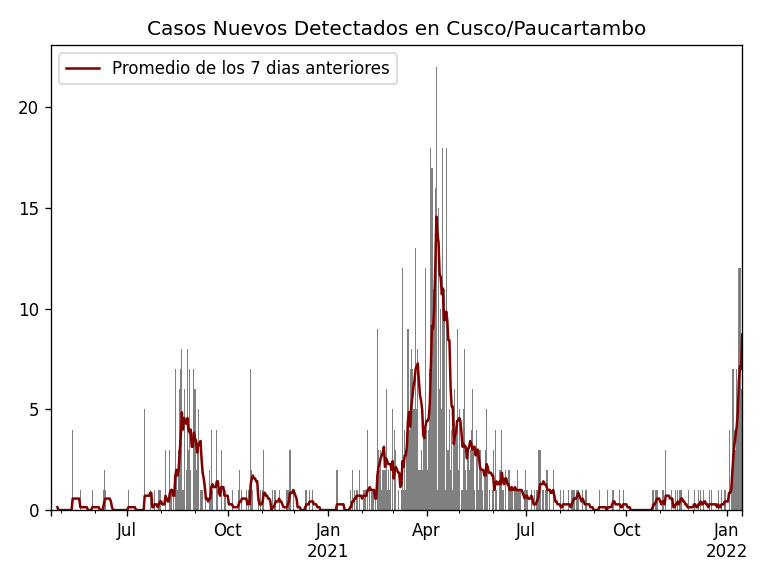 Casos Nuevos Detectados en Cusco/Paucartambo
Promedio de los 7 dias anteriores
20
15
10
5
0
Jul Oct Jan Apr Jul Oct Jan
2021 2022